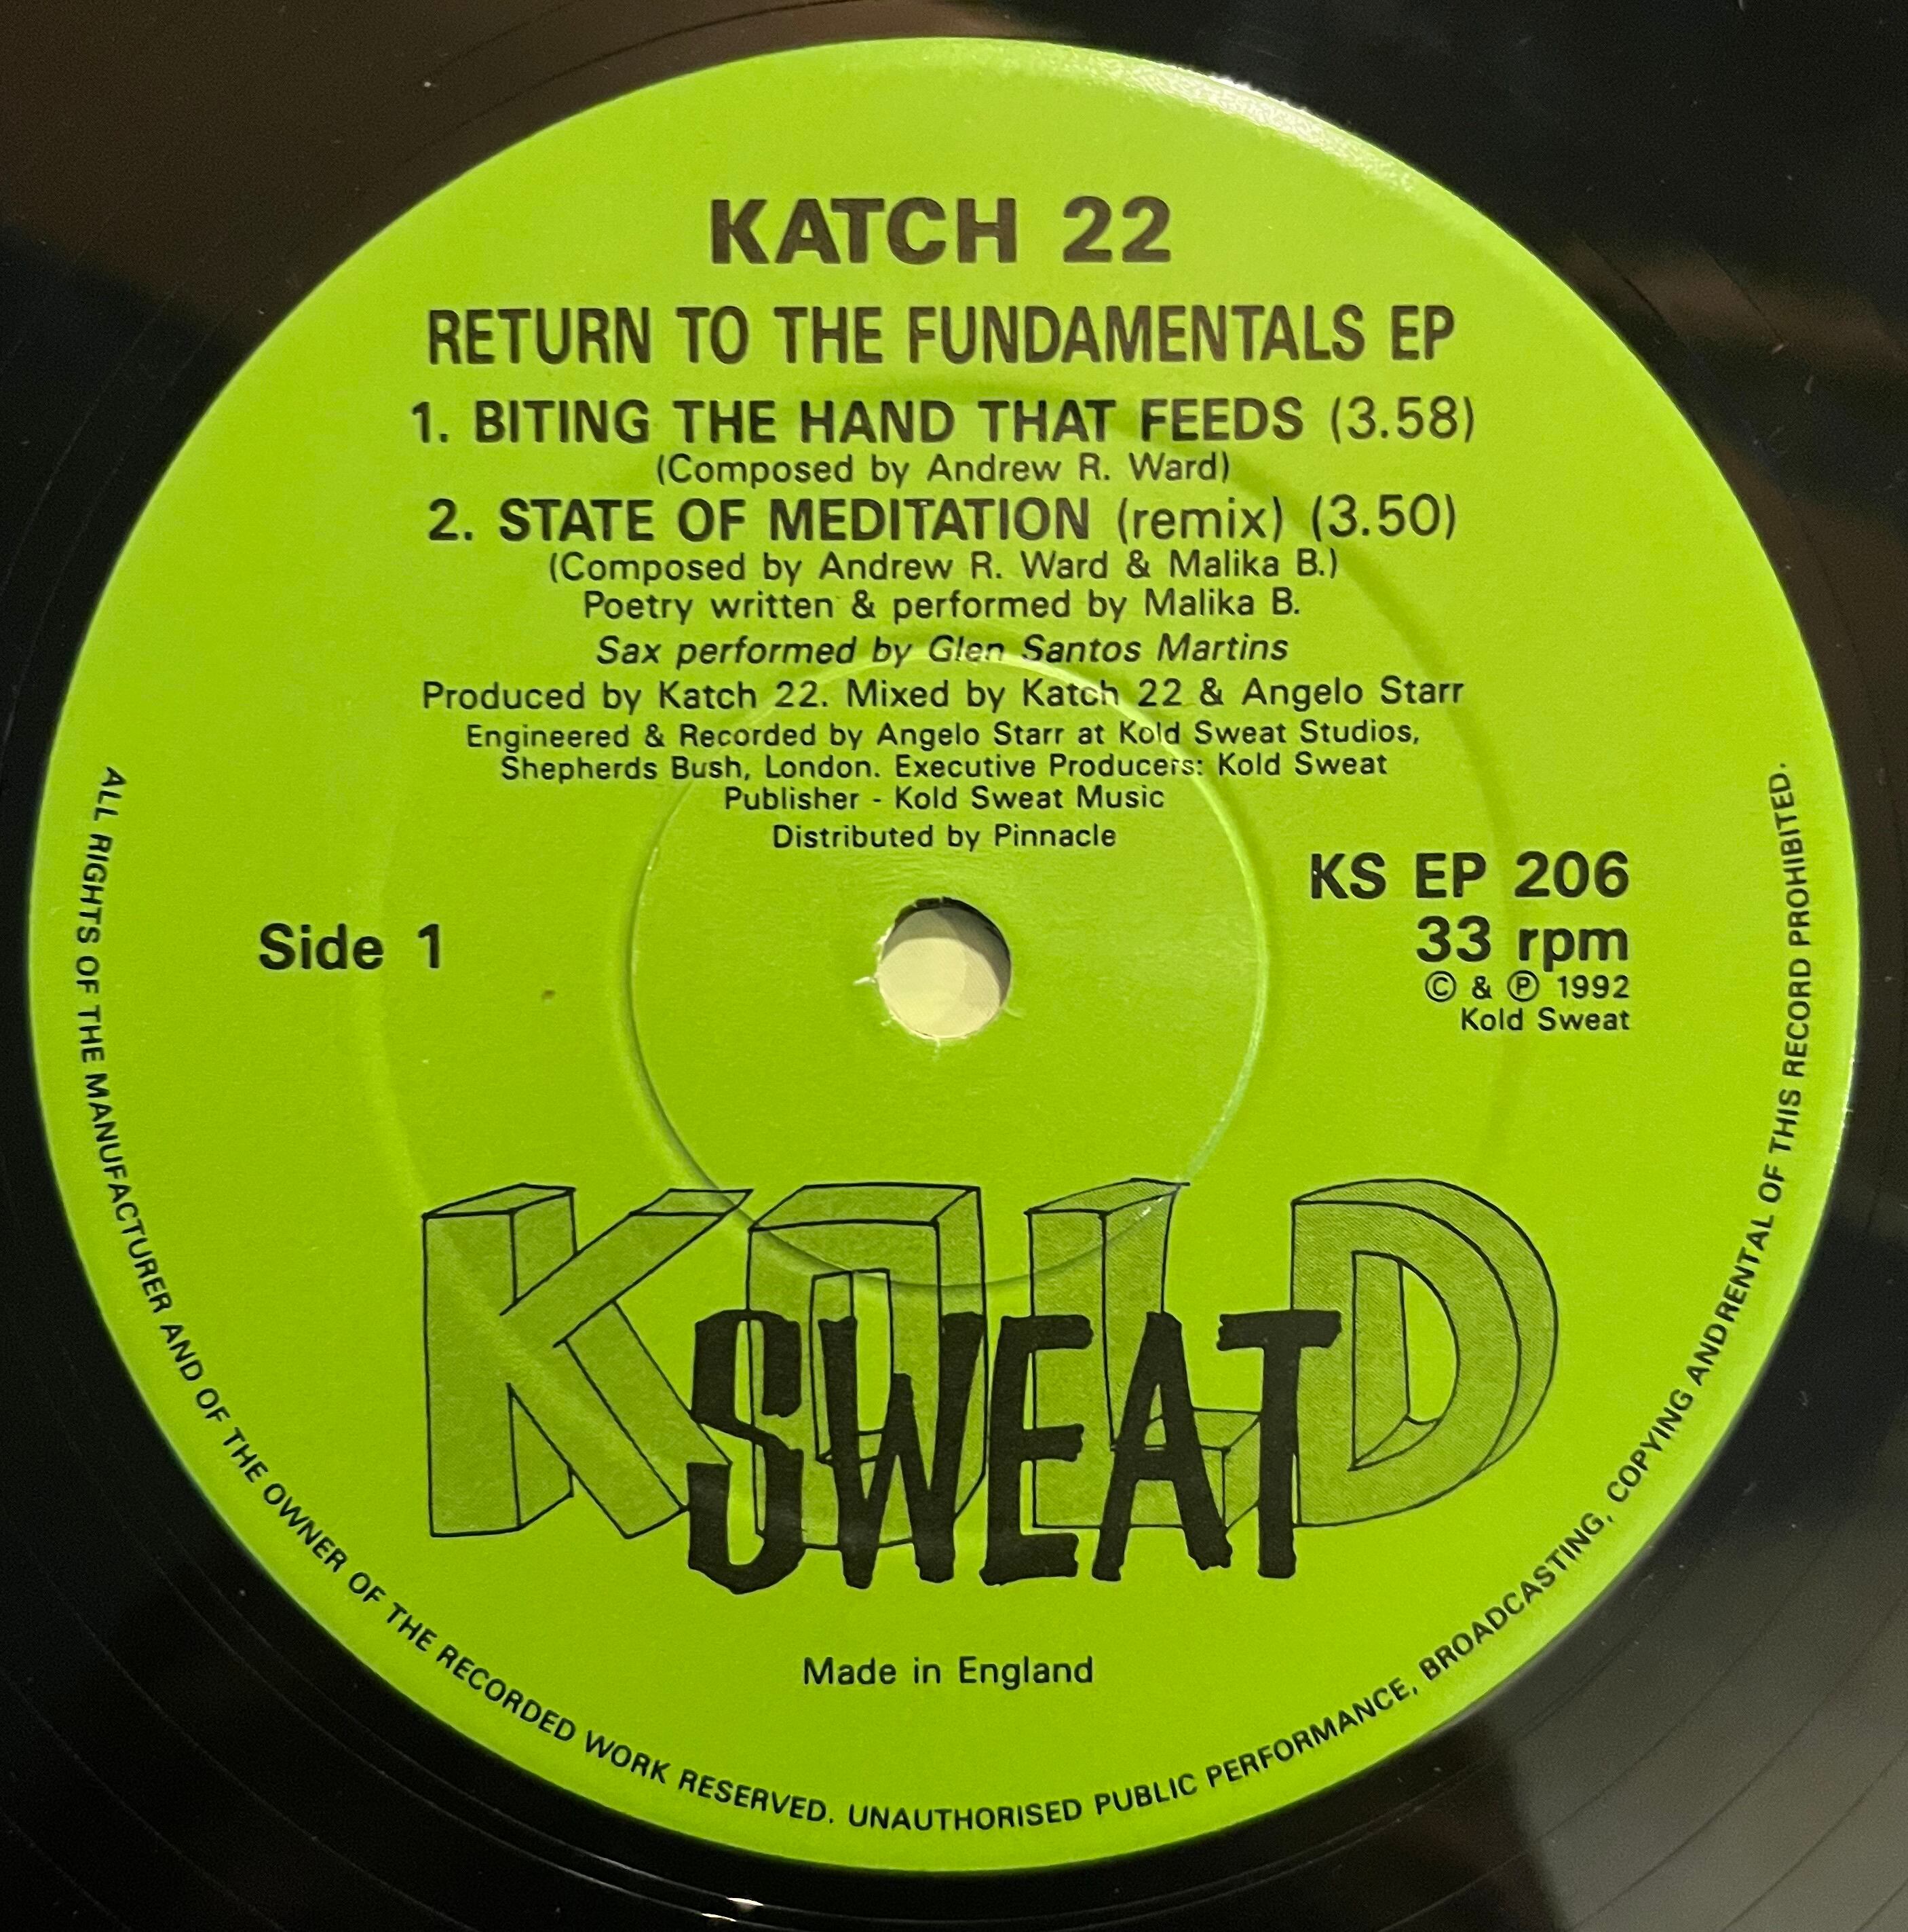 KATCH 22
RETURN TO THE FUNDAMENTALS EP
1. BITING THE HAND THAT FEEDS (3.58)
(Composed by Andrew R. Ward)
2. STATE OF MEDITATION (remix) (3.50)
(Composed by Andrew R. Ward & Malika B.)
Poetry written & performed by Malika B.
Sax performed by Glen Santos Martins
Produced by Katch 22. Mixed by Katch 22 & Angelo Starr
Engineered & Recorded by Angelo Starr at Kold Sweat Studios,
Shepherds Bush, London. Executive Producers: Kold Sweat
Publisher - Kold Sweat Music
Distributed by Pinnacle
Side 1
KS EP 206
33 rpm
© & ℗ 1992
Kold Sweat
KOLD
SWEAT
Made in England
ALL RIGHTS OF THE MANUFACTURER AND OF THE OWNER OF THE RECORDED WORK RESERVED. UNAUTHORISED PUBLIC PERFORMANCE, BROADCASTING, COPYING ANDRENTAL OF THIS RECORD PROHIBITED.